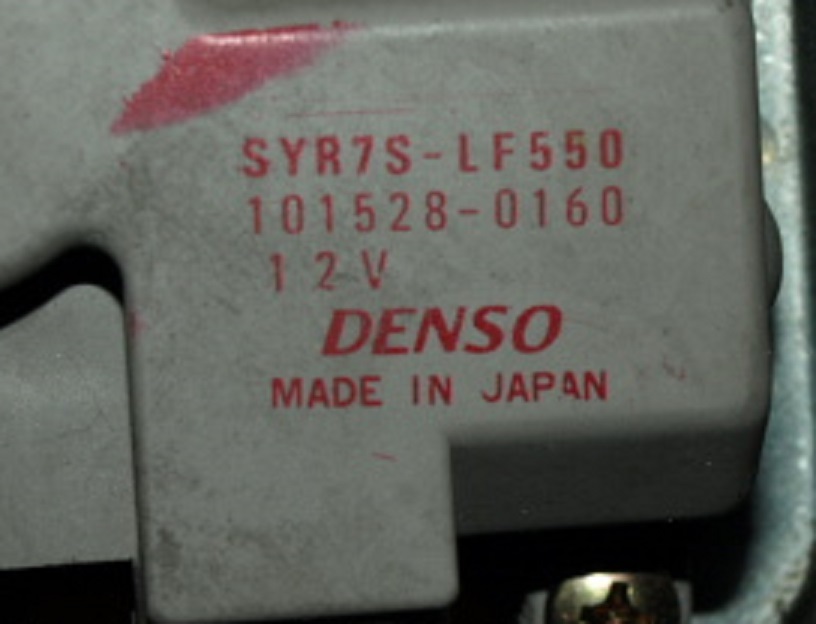 SYR7S-LF550
101528-0160
12V
DENSO
MADE IN JAPAN